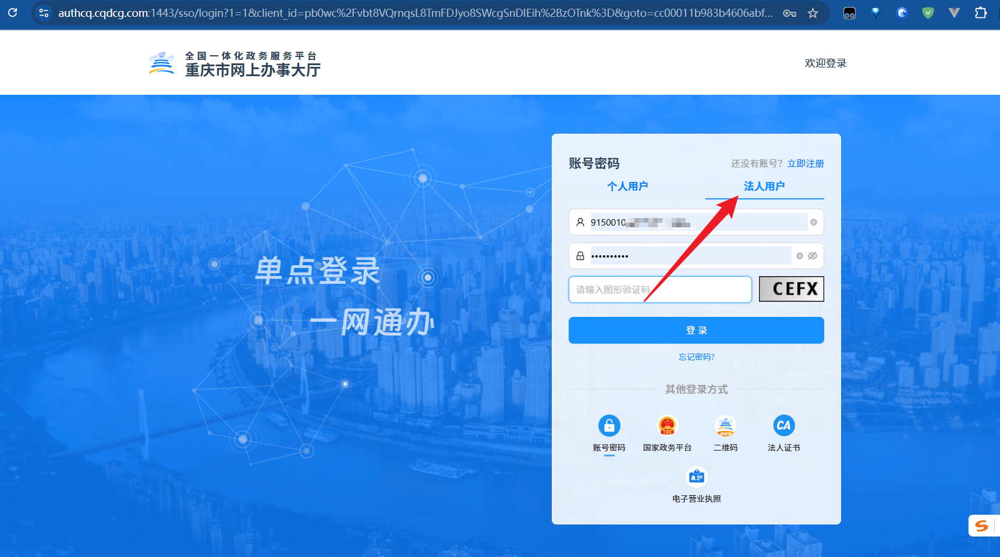 authcq.cqdcg.com:1443/sso/login?1=1&client_id=pb0wc%2Fvbt8VQrnqsL8TmFDJyo8SWcgSnDIEih%2BzOTnk%3D&goto=cc00011b983b4606abf...
全国一体化政务服务平台
重庆市网上办事大厅
欢迎登录
账号密码
还没有账号？立即注册
个人用户
法人用户
9150010
请输入图形验证码
CEFX
登 录
忘记密码?
其他登录方式
单点登录
一网通办
账号密码
国家政务平台
二维码
CA
法人证书
电子营业执照